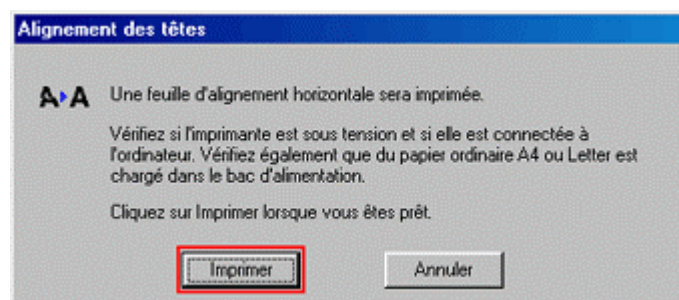 Alignement des têtes
A A Une feuille d'alignement horizontale sera imprimée.
Vérifiez si l'imprimante est sous tension et si elle est connectée à
l'ordinateur. Vérifiez également que du papier ordinaire A4 ou Letter est
chargé dans le bac d'alimentation.
Cliquez sur Imprimer lorsque vous êtes prêt.
Imprimer Annuler